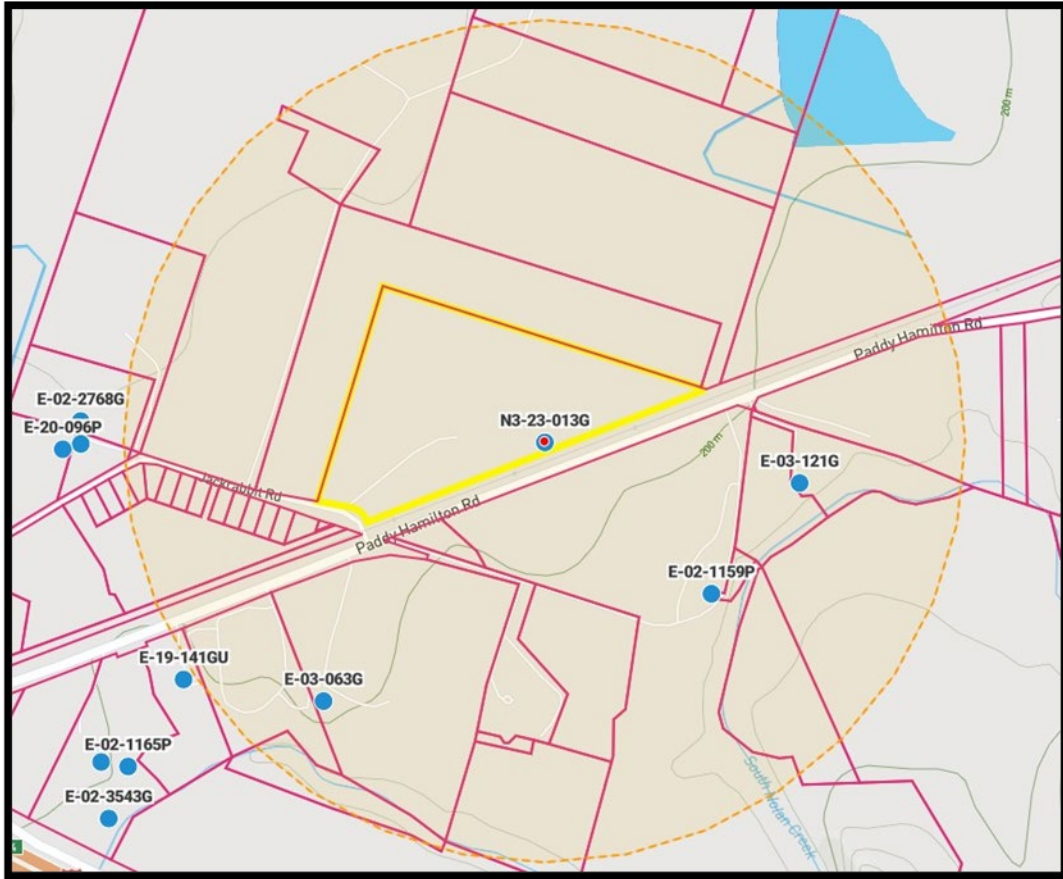 200 m
Paddy Hamilton Rd
E-02-2768G
E-20-096P
N3-23-013G
200 m
E-03-121G
Jackrabbit Rd
Paddy Hamilton Rd
E-02-1159P
E-19-141GU
E-03-063G
E-02-1165P
South Nolan Creek
E-02-3543G